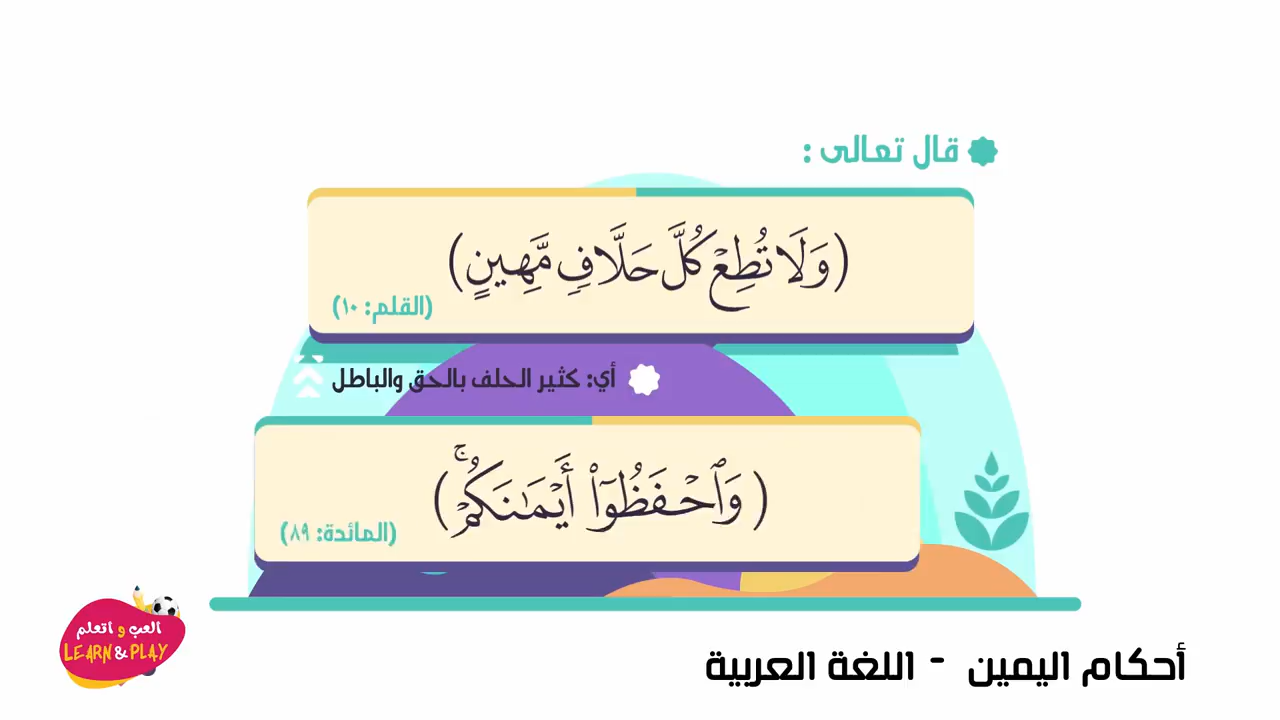 قال تعالى :
(وَلَا تُطِعْ كُلَّ حَلَّافٍ مَّهِينٍ)
(القلم: ١٠)
أي: كثير الحلف بالحق والباطل
(وَٱحْفَظُوٓا۟ أَيْمَـٰنَكُمْ ۚ)
(المائدة: ٨٩)
العب و اتعلم
LEARN & PLAY
أحكام اليمين - اللغة العربية